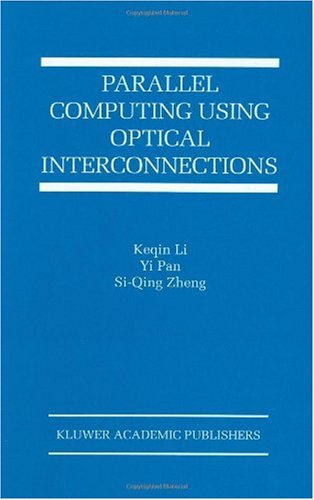 PARALLEL
COMPUTING USING
OPTICAL
INTERCONNECTIONS
Keqin Li
Yi Pan
Si-Qing Zheng
KLUWER ACADEMIC PUBLISHERS